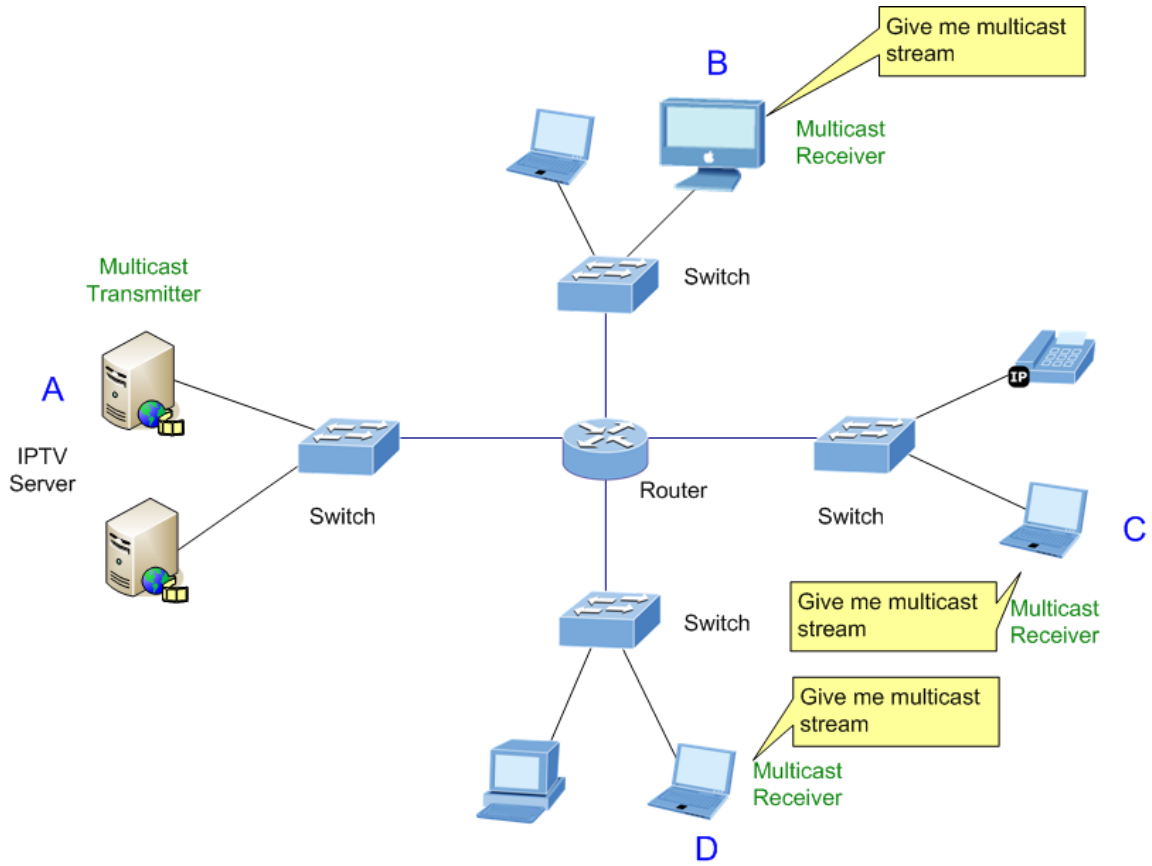 Give me multicast
stream
B
Multicast
Receiver
Switch
Multicast
Transmitter
A
IPTV
Server
Switch
Router
IP
Switch
C
Give me multicast
stream
Multicast
Receiver
Switch
Give me multicast
stream
Multicast
Receiver
D